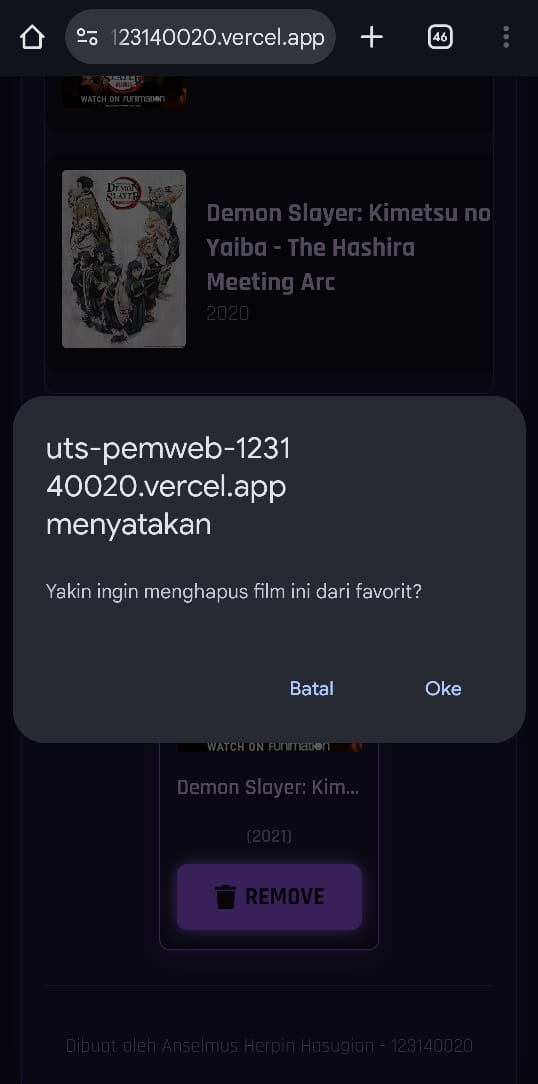 123140020.vercel.app
46
WATCH ON FUNIMATION
DEMON
SLAYER
Demon Slayer: Kimetsu no
Yaiba - The Hashira
Meeting Arc
2020
uts-pemweb-1231
40020.vercel.app
menyatakan
Yakin ingin menghapus film ini dari favorit?
Batal
Oke
WATCH ON FUNIMATION
Demon Slayer: Kim...
(2021)
REMOVE
Dibuat oleh Anselmus Herpin Hasugian - 123140020